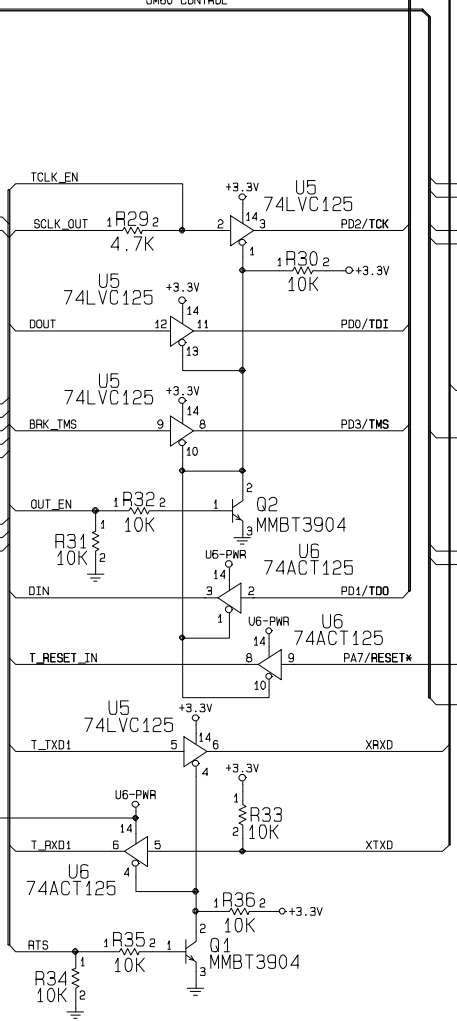 TCLK_EN
+3.3V
U5
74LVC125
14
SCLK_OUT
1 R29 2
4.7K
2
3
PD2/TCK
1
1 R30 2
10K
+3.3V
U5
74LVC125
+3.3V
14
DOUT
12
11
PD0/TDI
13
U5
74LVC125
+3.3V
14
BRK_TMS
9
8
PD3/TMS
10
OUT_EN
1 R32 2
10K
1
2
Q2
MMBT3904
3
1
R31
10K
2
U6-PWR
U6
74ACT125
14
DIN
3
2
PD1/TDO
1
U6-PWR
U6
74ACT125
14
T_RESET_IN
8
9
PA7/RESET*
10
U5
74LVC125
+3.3V
14
T_TXD1
5
6
XRXD
4
+3.3V
U6-PWR
1
R33
10K
2
14
T_RXD1
6
5
XTXD
U6
74ACT125
4
1 R36 2
10K
+3.3V
RTS
1 R35 2
10K
1
2
Q1
MMBT3904
3
1
R34
10K
2